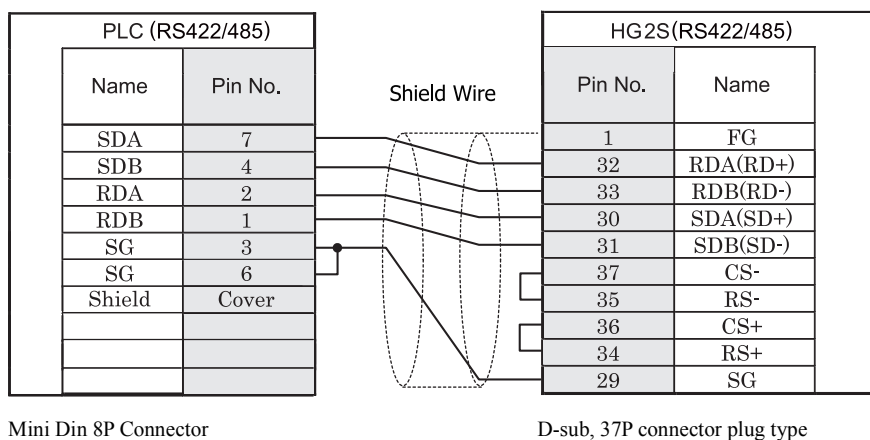 PLC (RS422/485)
HG2S(RS422/485)
Name Pin No.
Shield Wire
Pin No. Name
SDA 7
1 FG
SDB 4
32 RDA(RD+)
RDA 2
33 RDB(RD-)
RDB 1
30 SDA(SD+)
SG 3
31 SDB(SD-)
SG 6
37 CS-
Shield Cover
35 RS-
36 CS+
34 RS+
29 SG
Mini Din 8P Connector
D-sub, 37P connector plug type